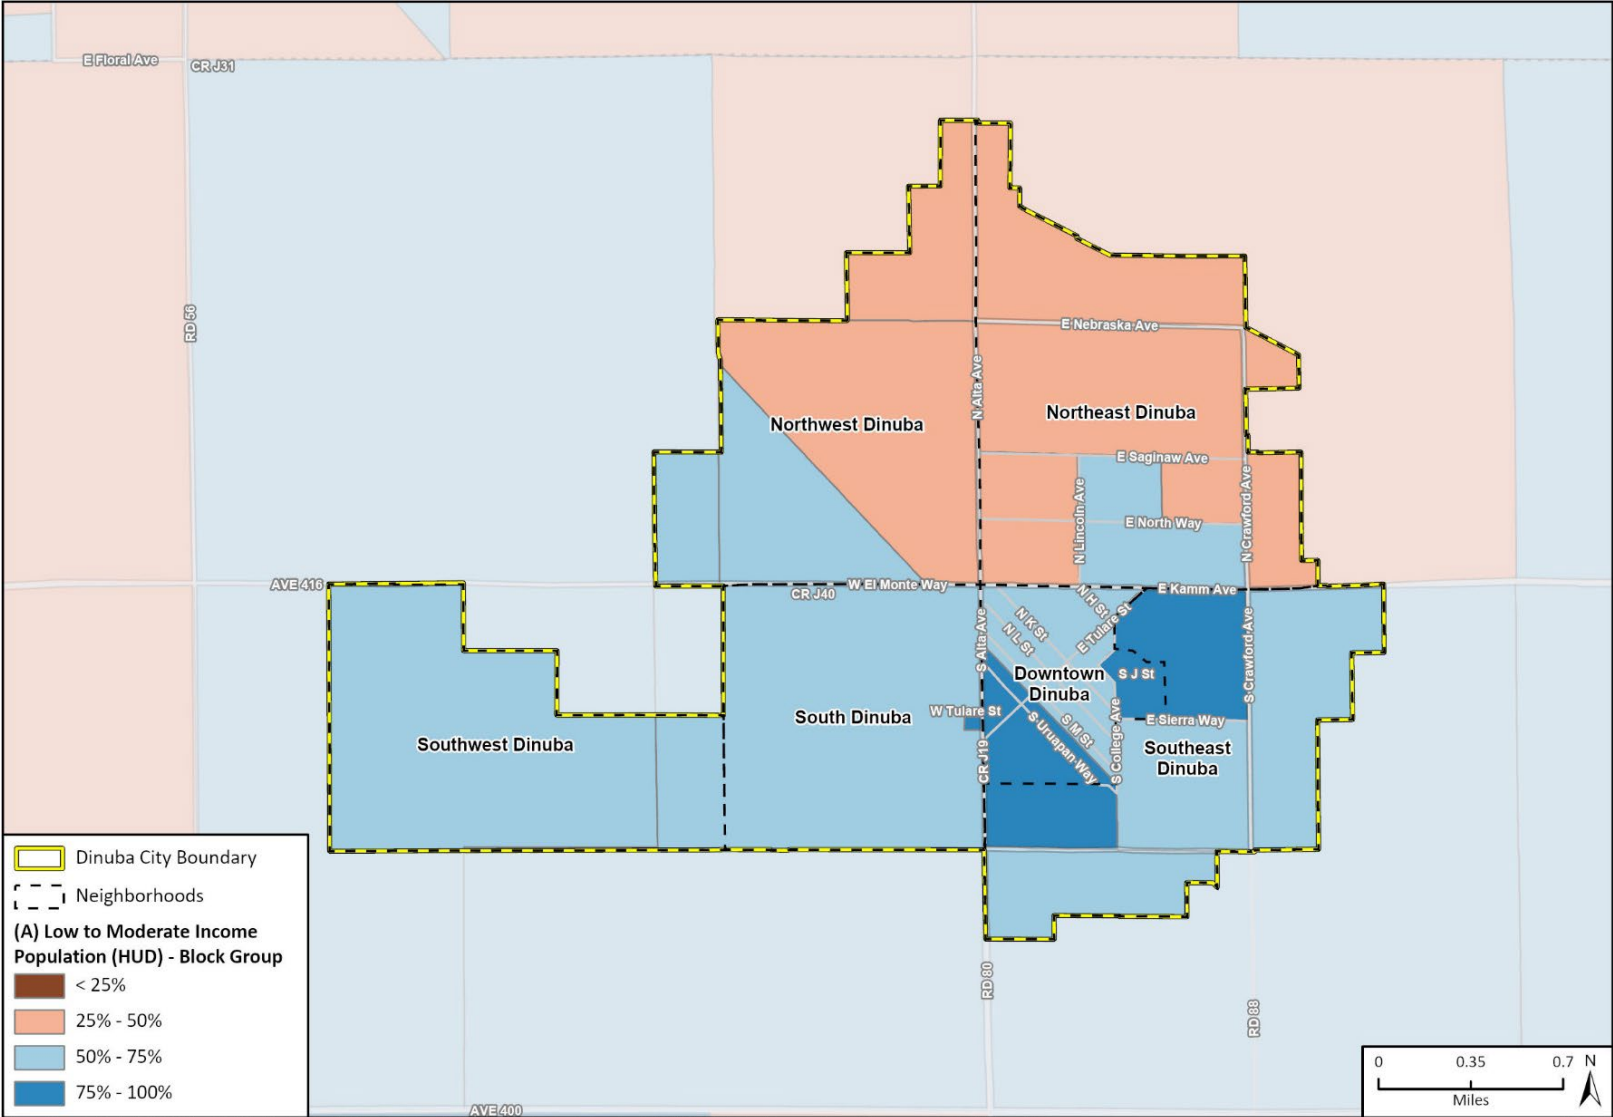 E Floral Ave
CR J31
RD 56
E Nebraska Ave
N Alta Ave
Northwest Dinuba
Northeast Dinuba
E Saginaw Ave
N Lincoln Ave
N Crawford Ave
E North Way
AVE 416
W El Monte Way
CR J40
E Kamm Ave
N H St
N K St
E Tulare St
N L St
S Alta Ave
S Crawford Ave
Downtown
Dinuba
S J St
South Dinuba
W Tulare St
S Uruapan Way
S M St
S College Ave
E Sierra Way
Southwest Dinuba
Southeast
Dinuba
CR J19
RD 80
RD 88
AVE 400
Dinuba City Boundary
Neighborhoods
(A) Low to Moderate Income
Population (HUD) - Block Group
< 25%
25% - 50%
50% - 75%
75% - 100%
0 0.35 0.7 N
Miles